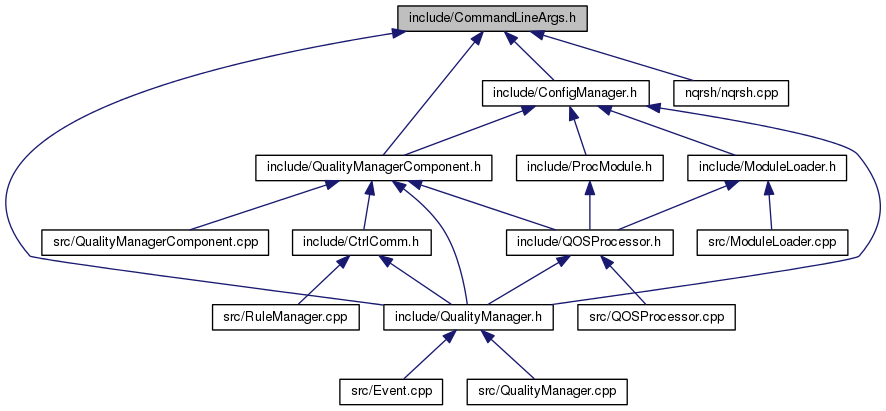 include/CommandLineArgs.h
include/ConfigManager.h
nqrsh/nqrsh.cpp
include/QualityManagerComponent.h
include/ProcModule.h
include/ModuleLoader.h
src/QualityManagerComponent.cpp
include/CtrlComm.h
include/QOSProcessor.h
src/ModuleLoader.cpp
src/RuleManager.cpp
include/QualityManager.h
src/QOSProcessor.cpp
src/Event.cpp
src/QualityManager.cpp